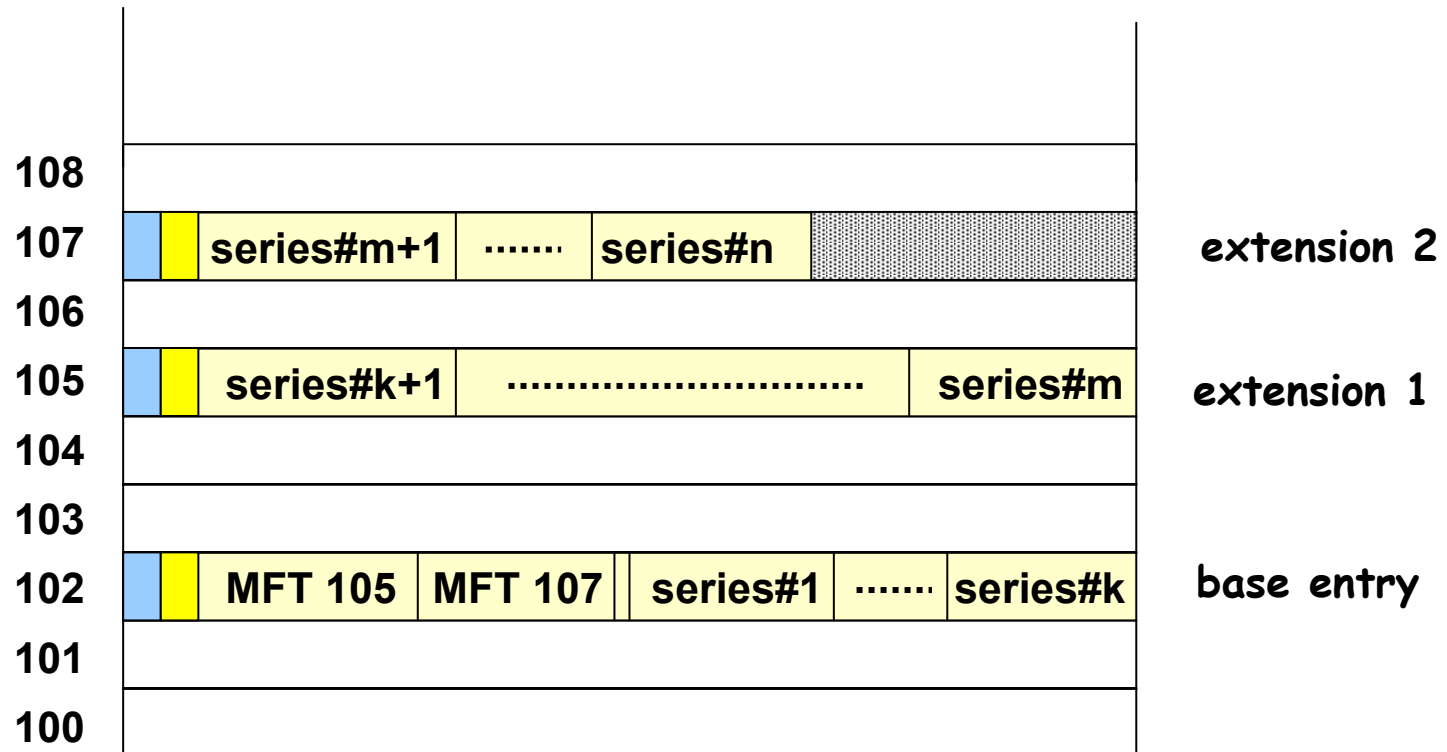 108
107 series#m+1 ....... series#n extension 2
106
105 series#k+1 .............................. series#m extension 1
104
103
102 MFT 105 MFT 107 series#1 ....... series#k base entry
101
100